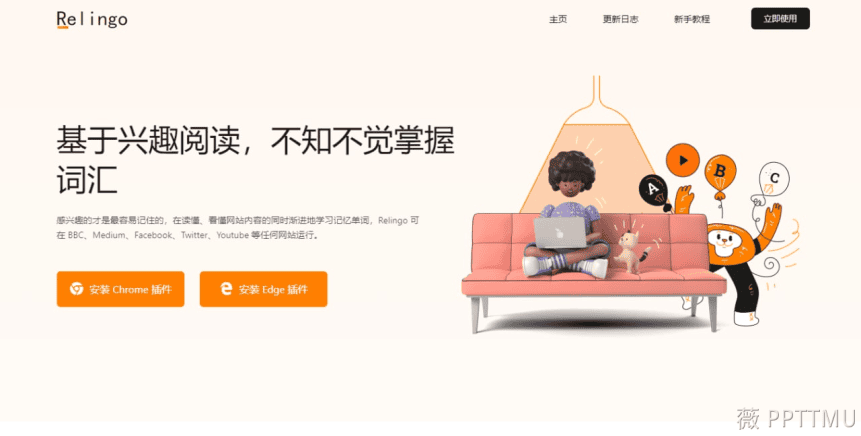 Relingo
主页
更新日志
新手教程
立即使用
基于兴趣阅读，不知不觉掌握
词汇
感兴趣的才是最容易记住的，在读懂、看懂网站内容的同时渐进地学习记忆单词，Relingo 可
在 BBC、Medium、Facebook、Twitter、Youtube 等任何网站运行。
安装 Chrome 插件
安装 Edge 插件
A
B
C
薇 PPTTMU